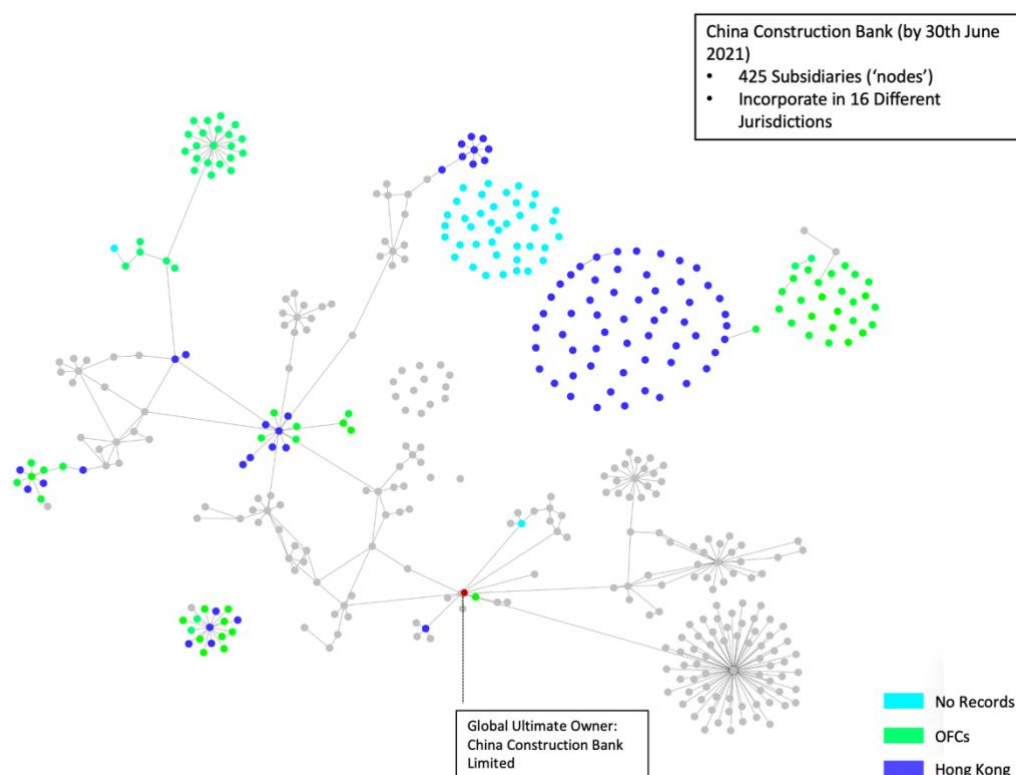 China Construction Bank (by 30th June
2021)
• 425 Subsidiaries (‘nodes’)
• Incorporate in 16 Different
Jurisdictions
Global Ultimate Owner:
China Construction Bank
Limited
No Records
OFCs
Hong Kong